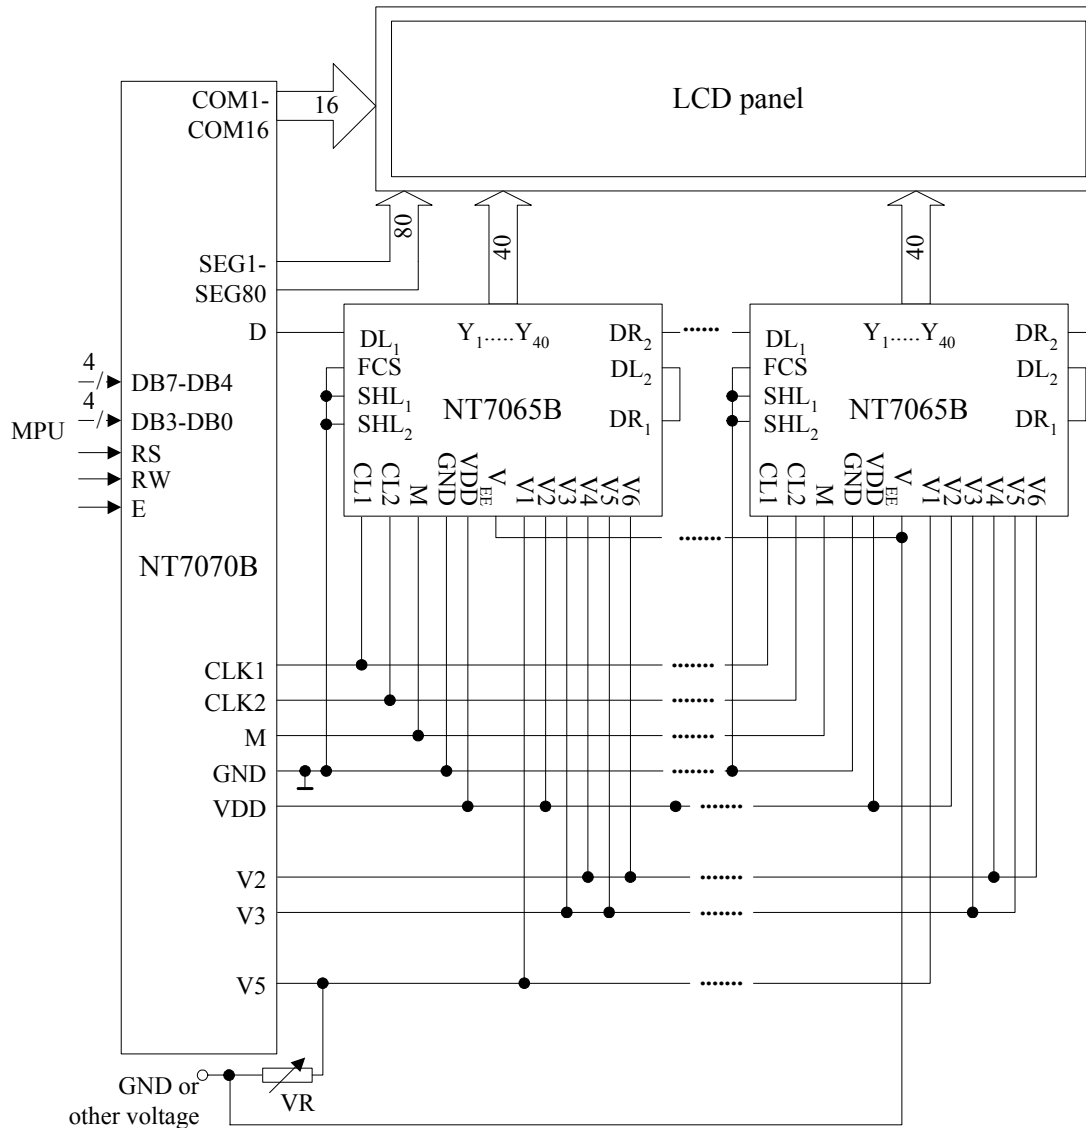 LCD panel
COM1-
COM16
16
80
40
40
SEG1-
SEG80
D
DL₁
Y₁.....Y₄₀
DR₂
FCS
DL₂
SHL₁
NT7065B
SHL₂
DR₁
CL1
CL2
M
GND
VDD
V_EE
V1
V2
V3
V4
V5
V6
DL₁
Y₁.....Y₄₀
DR₂
FCS
DL₂
SHL₁
NT7065B
SHL₂
DR₁
CL1
CL2
M
GND
VDD
V_EE
V1
V2
V3
V4
V5
V6
4
DB7-DB4
4
DB3-DB0
MPU
RS
RW
E
NT7070B
CLK1
CLK2
M
GND
VDD
V2
V3
V5
GND or
other voltage
VR